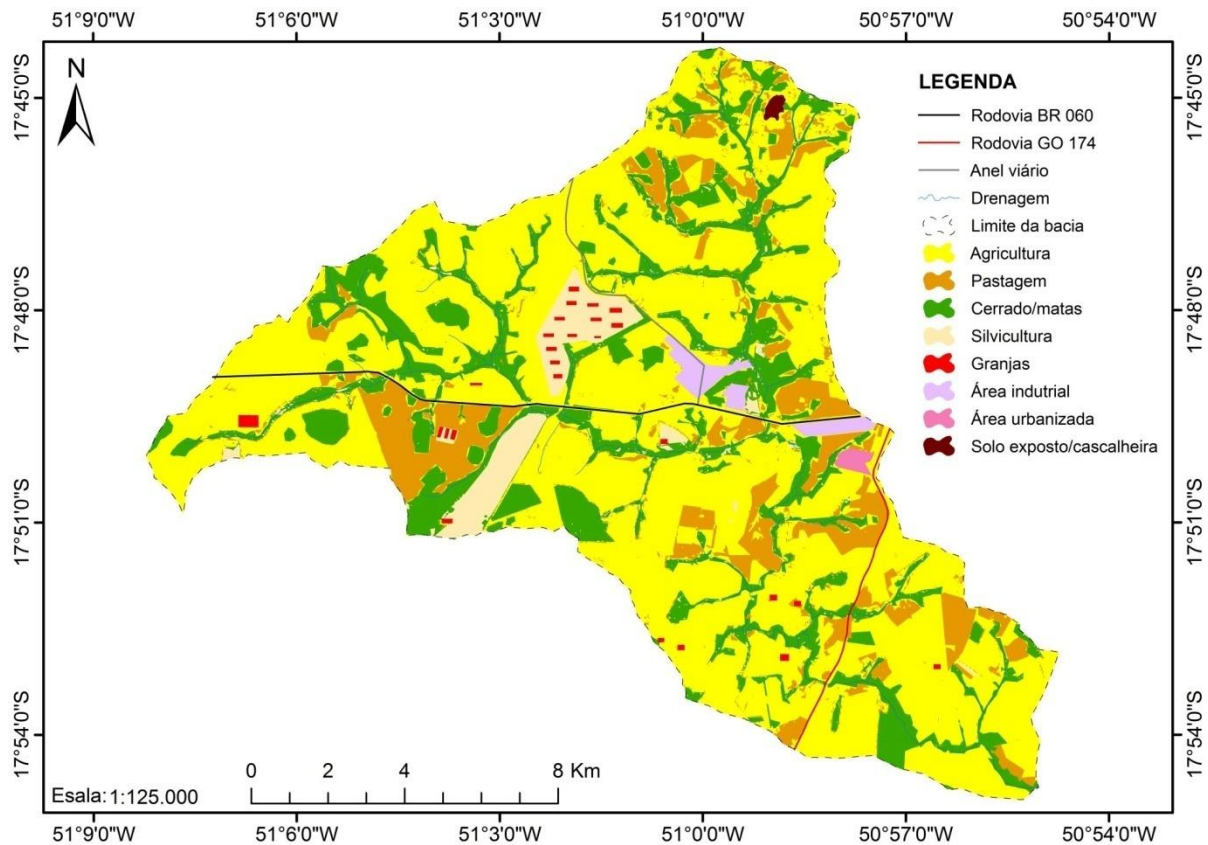 51°9'0"W 51°6'0"W 51°3'0"W 51°0'0"W 50°57'0"W 50°54'0"W
N
LEGENDA
17°45'0"S 17°45'0"S
Rodovia BR 060
Rodovia GO 174
Anel viário
Drenagem
Limite da bacia
Agricultura
Pastagem
17°48'0"S 17°48'0"S
Cerrado/matas
Silvicultura
Granjas
Área indutrial
Área urbanizada
Solo exposto/cascalheira
17°51'0"S 17°51'0"S
17°54'0"S 17°54'0"S
0 2 4 8 Km
Esala:1:125.000
51°9'0"W 51°6'0"W 51°3'0"W 51°0'0"W 50°57'0"W 50°54'0"W